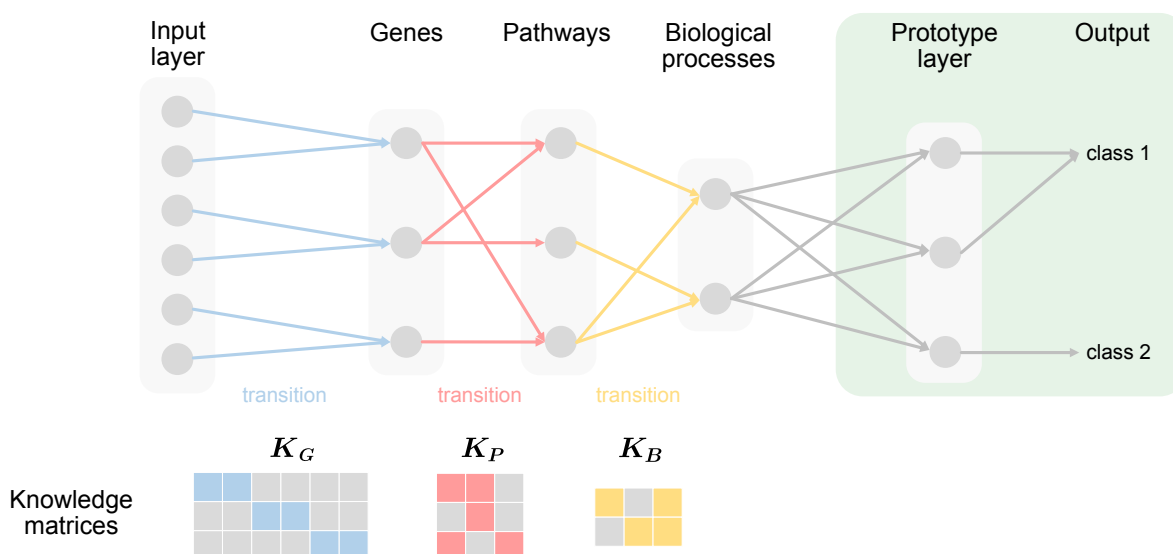 Input
layer
Genes
Pathways
Biological
processes
Prototype
layer
Output
class 1
class 2
transition
transition
transition
K_G
K_P
K_B
Knowledge
matrices